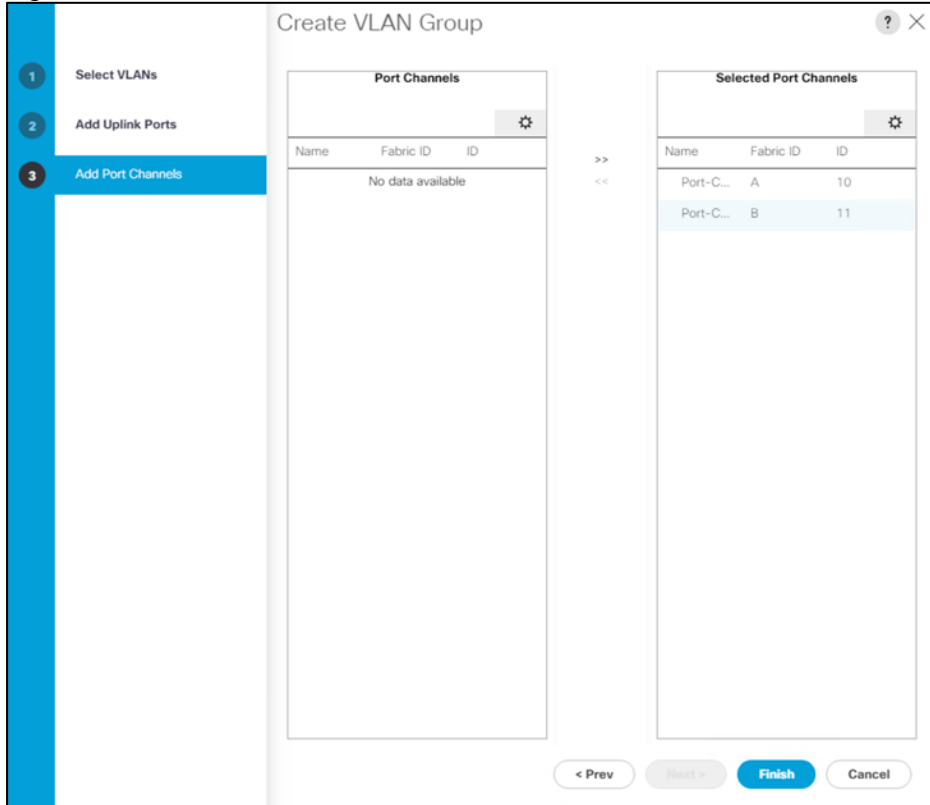 Create VLAN Group
?
1 Select VLANs
2 Add Uplink Ports
3 Add Port Channels
Port Channels
Name Fabric ID ID
No data available
>>
<<
Selected Port Channels
Name Fabric ID ID
Port-C... A 10
Port-C... B 11
< Prev Next > Finish Cancel